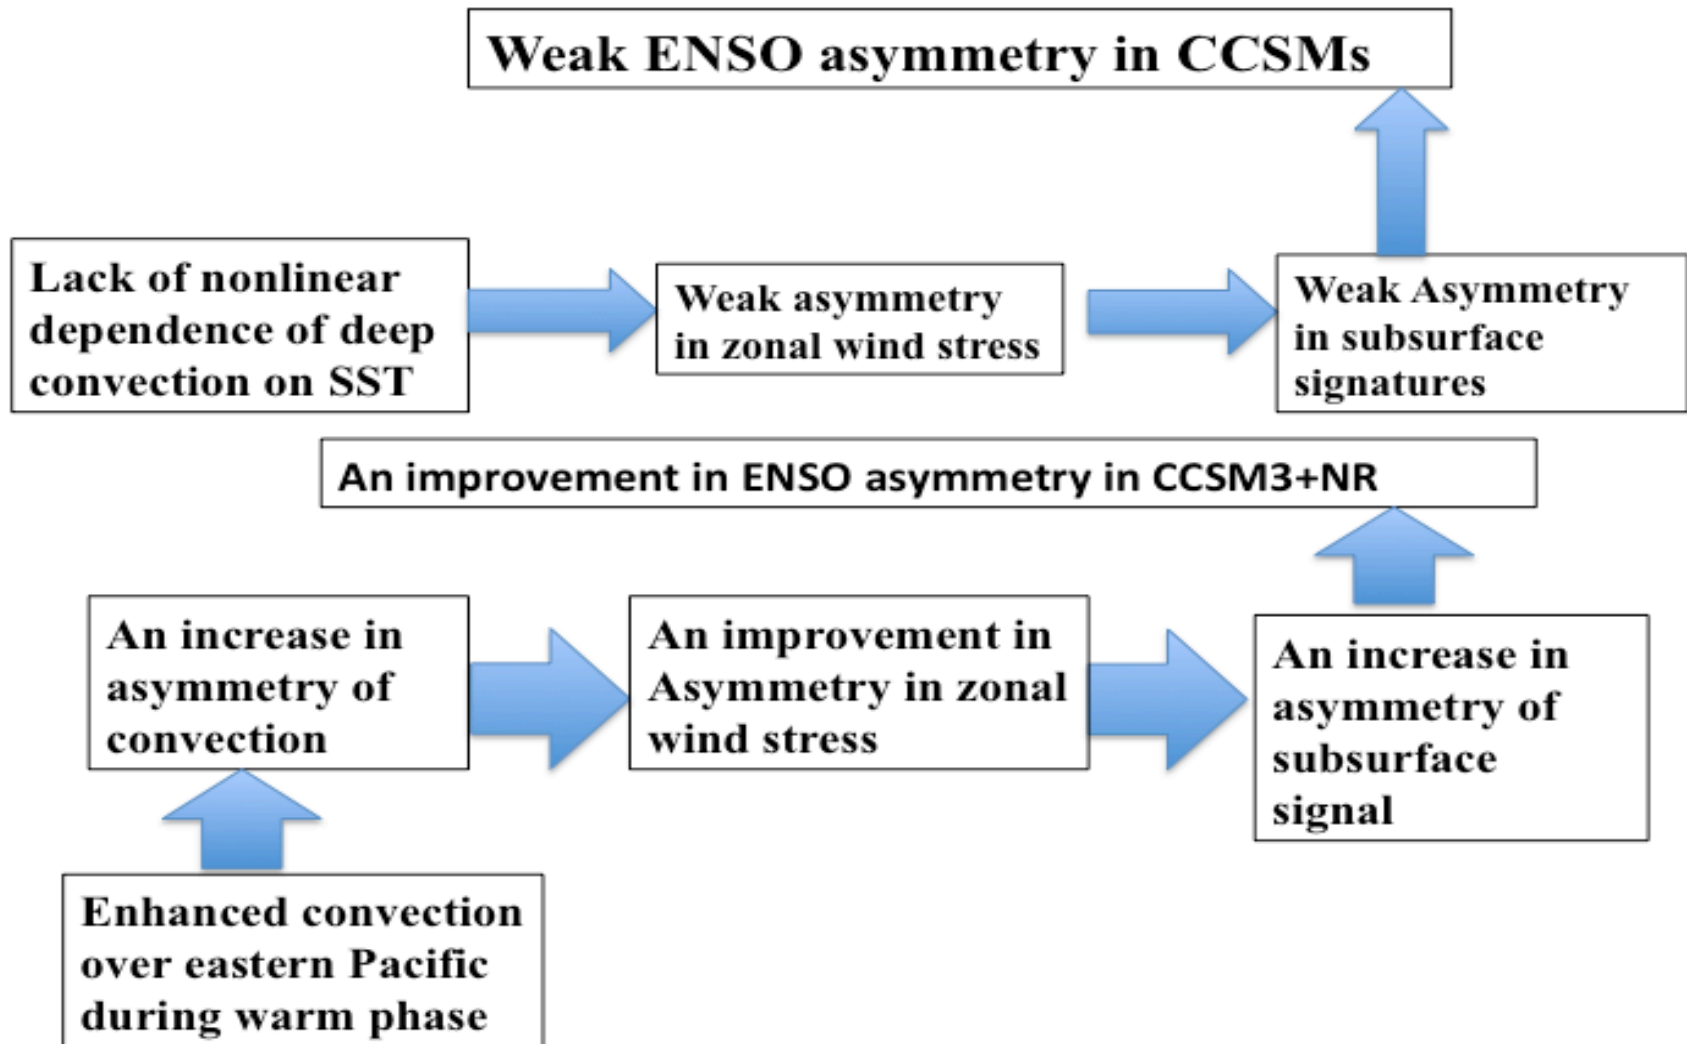 Weak ENSO asymmetry in CCSMs
Lack of nonlinear
dependence of deep
convection on SST
Weak asymmetry
in zonal wind stress
Weak Asymmetry
in subsurface
signatures
An improvement in ENSO asymmetry in CCSM3+NR
An increase in
asymmetry of
convection
An improvement in
Asymmetry in zonal
wind stress
An increase in
asymmetry of
subsurface
signal
Enhanced convection
over eastern Pacific
during warm phase